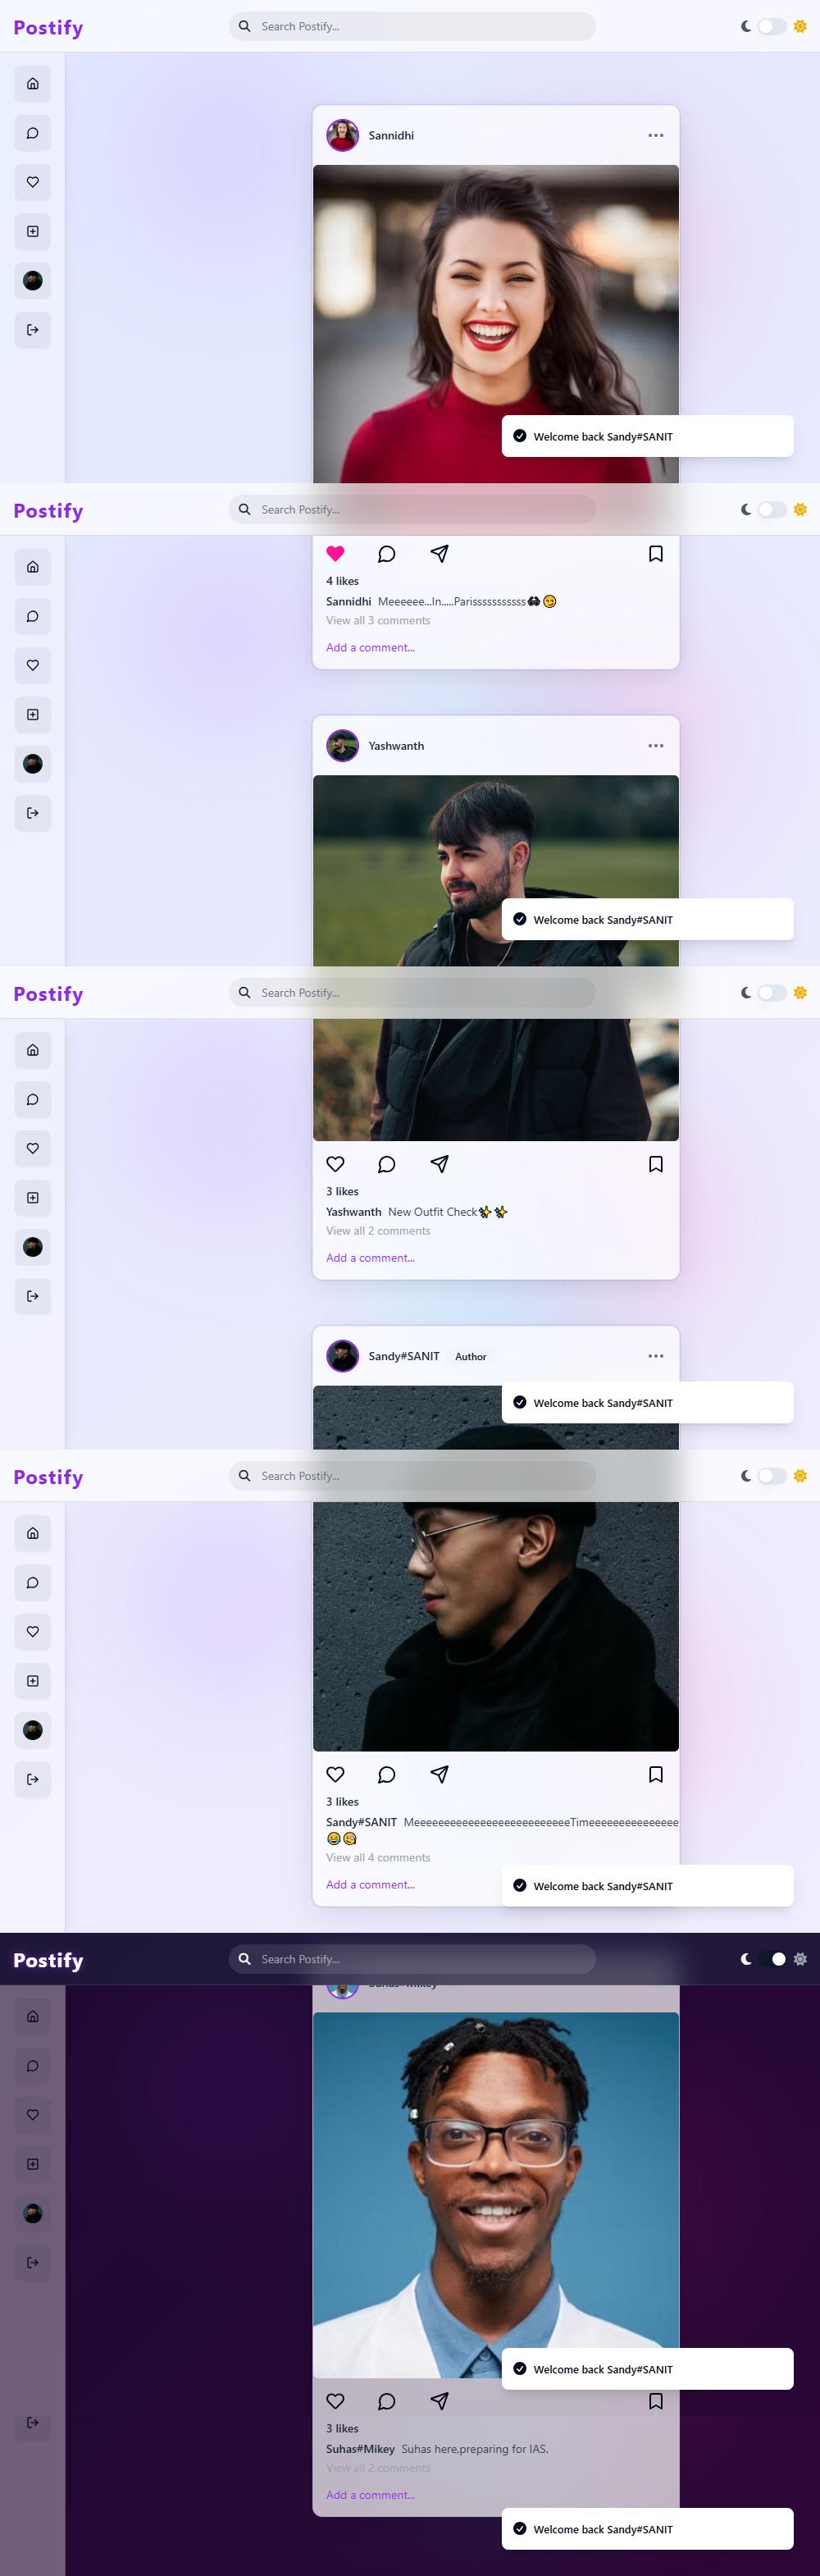 Postify
Search Postify...
Sannidhi
Welcome back Sandy#SANIT
Postify
Search Postify...
4 likes
Sannidhi Meeeeee...In.....Parisssssssssss
View all 3 comments
Add a comment...
Yashwanth
Welcome back Sandy#SANIT
Postify
Search Postify...
3 likes
Yashwanth New Outfit Check✨✨
View all 2 comments
Add a comment...
Sandy#SANIT Author
Welcome back Sandy#SANIT
Postify
Search Postify...
3 likes
Sandy#SANIT
View all 4 comments
Add a comment...
Welcome back Sandy#SANIT
Postify
Search Postify...
Suhas#Mikey
Welcome back Sandy#SANIT
3 likes
Suhas#Mikey Suhas here,preparing for IAS.
View all 2 comments
Add a comment...
Welcome back Sandy#SANIT